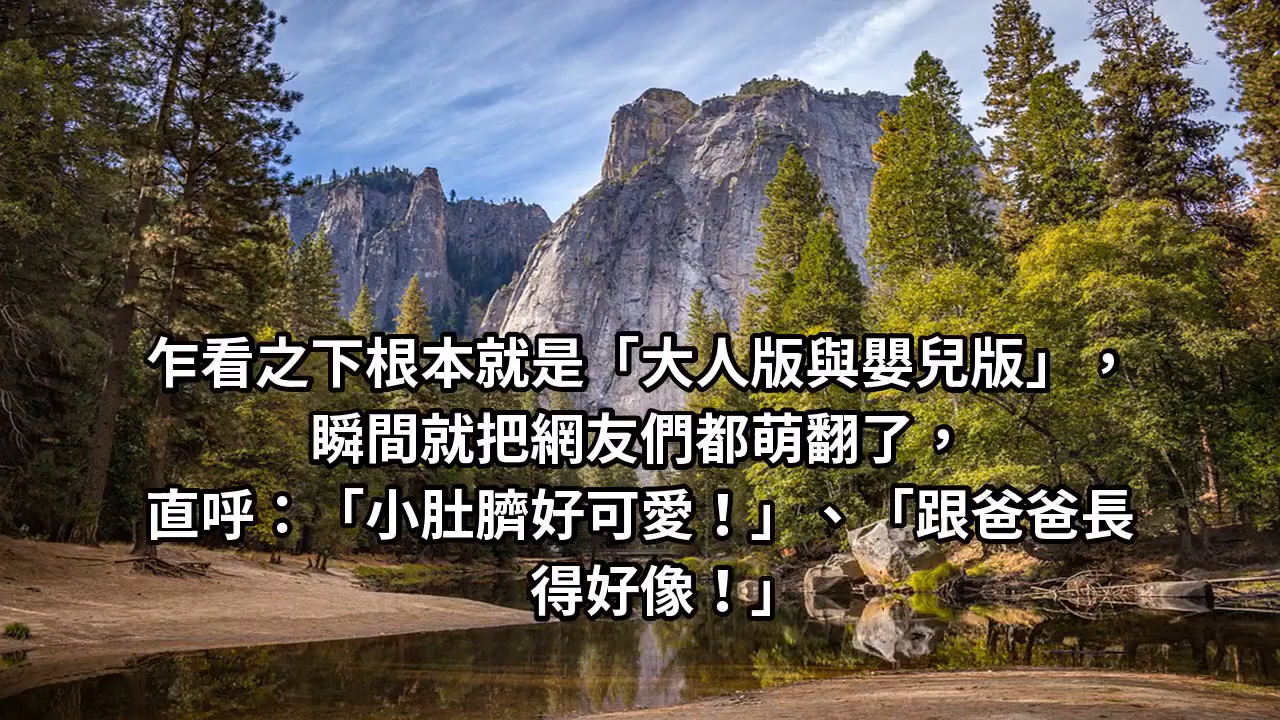 乍看之下根本就是「大人版與嬰兒版」，
瞬間就把網友們都萌翻了，
直呼：「小肚臍好可愛！」、「跟爸爸長
得好像！」